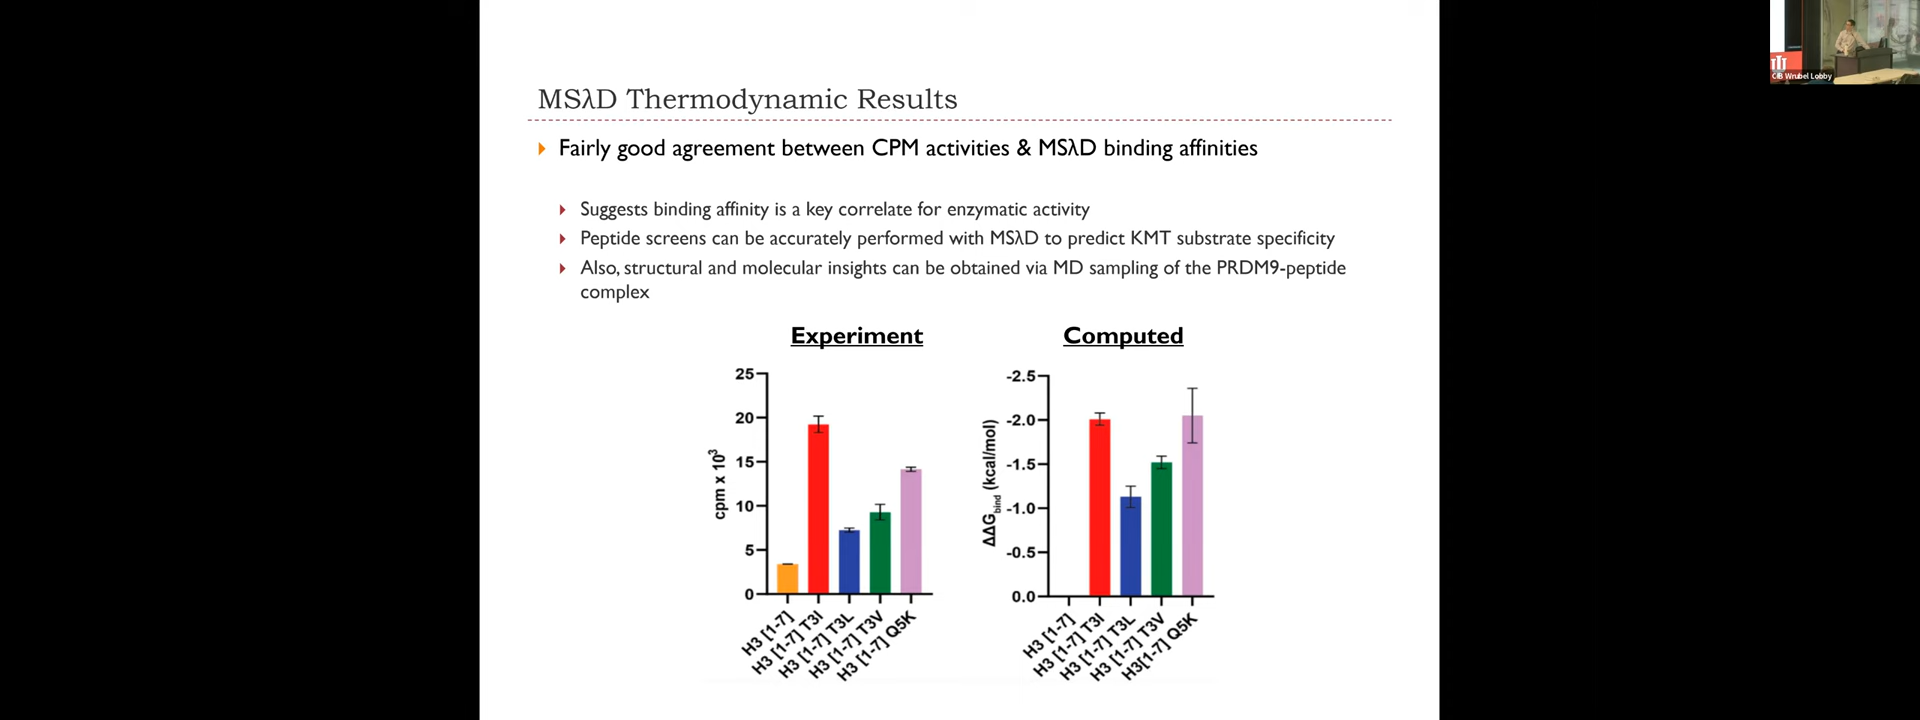 MSλD Thermodynamic Results
Fairly good agreement between CPM activities & MSλD binding affinities
Suggests binding affinity is a key correlate for enzymatic activity
Peptide screens can be accurately performed with MSλD to predict KMT substrate specificity
Also, structural and molecular insights can be obtained via MD sampling of the PRDM9-peptide
complex
Experiment
25
20
15
10
5
0
cpm x 10³
H3 [1-7]
H3 [1-7] T3I
H3 [1-7] T3L
H3 [1-7] T3V
H3 [1-7] Q5K
Computed
-2.5
-2.0
-1.5
-1.0
-0.5
0.0
ΔΔGbind (kcal/mol)
H3 [1-7]
H3 [1-7] T3I
H3 [1-7] T3L
H3 [1-7] T3V
H3[1-7] Q5K
CIB Wrubel Lobby